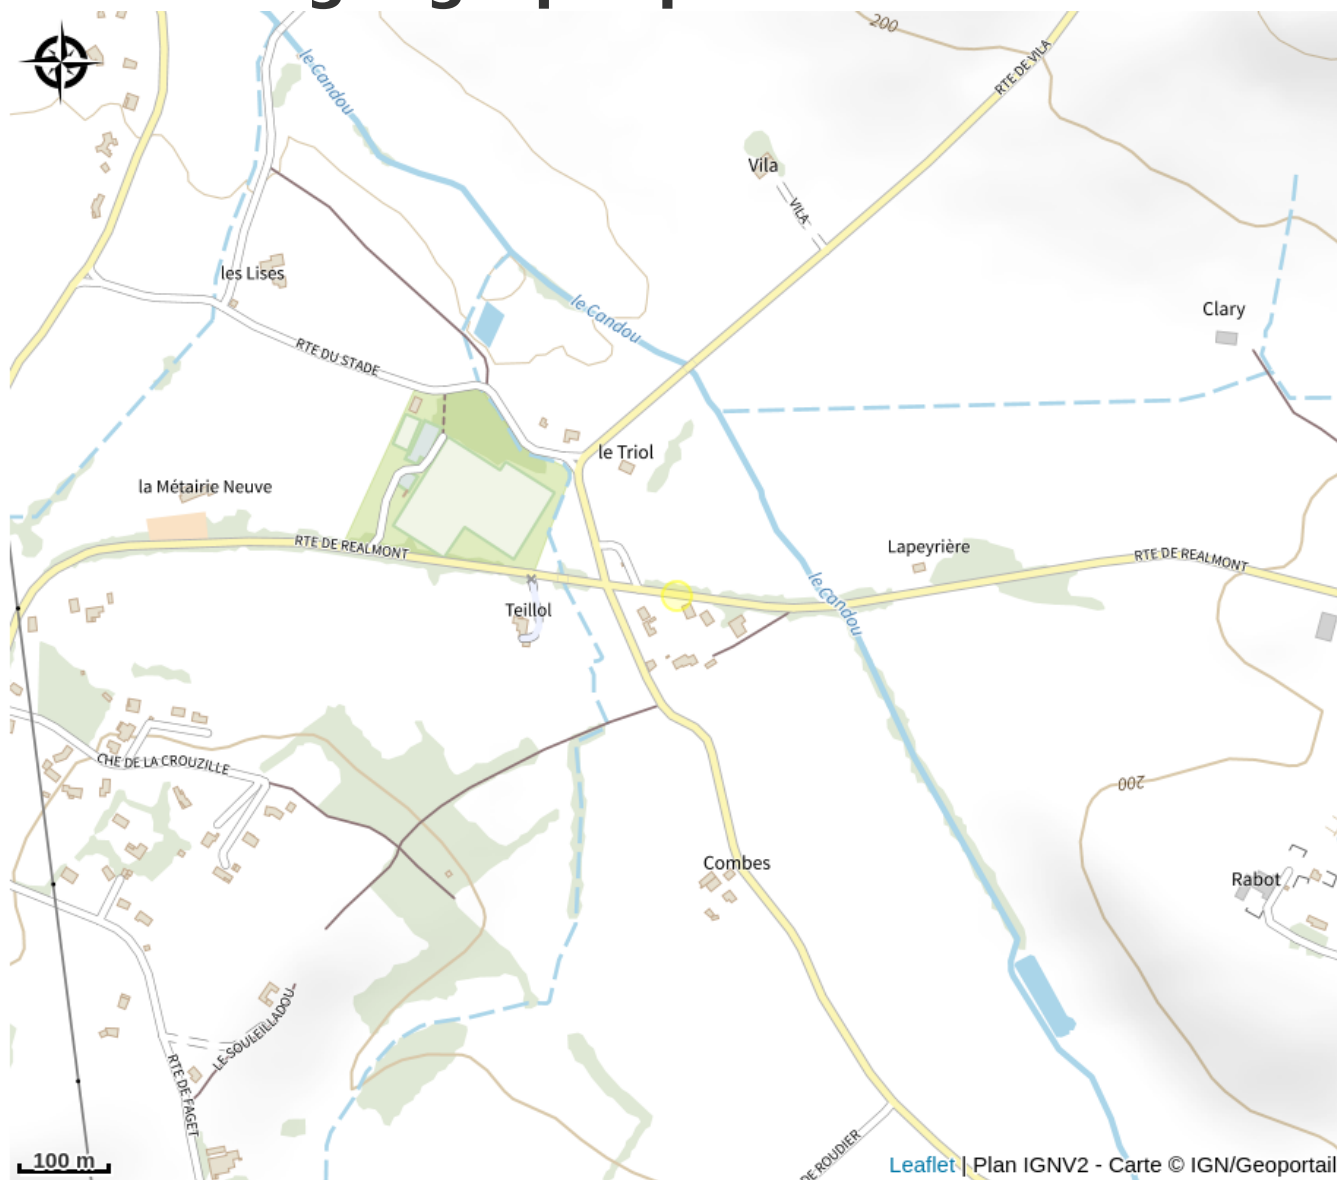 200
le Candou
RTE DE VILA
Vila
VILA
les Lises
le Candou
Clary
RTE DU STADE
le Triol
la Métairie Neuve
RTE DE REALMONT
Lapeyrière
RTE DE REALMONT
le Candou
Teillol
CHE DE LA CROUZILLE
200
Combes
Rabot
LE SOULEILLADOU
RTE DE FAGET
DE ROUDIER
100 m
Leaflet | Plan IGNV2 - Carte © IGN/Geoportail